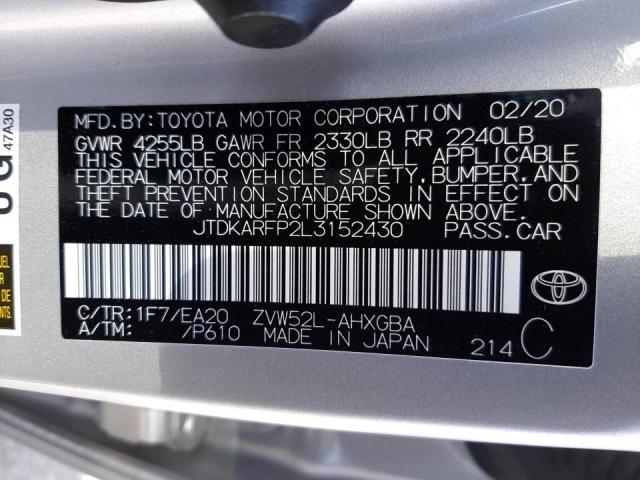 MFD. BY: TOYOTA MOTOR CORPORATION 02/20
GVWR 4255LB GAWR FR 2330LB RR 2240LB
THIS VEHICLE CONFORMS TO ALL APPLICABLE
FEDERAL MOTOR VEHICLE SAFETY, BUMPER, AND
THEFT PREVENTION STANDARDS IN EFFECT ON
THE DATE OF MANUFACTURE SHOWN ABOVE.
JTDKARFP2L3152430 PASS. CAR
C/TR: 1F7/EA20 ZVW52L-AHXGBA
A/TM: /P610 MADE IN JAPAN
214 C
TOYOTA
47A30